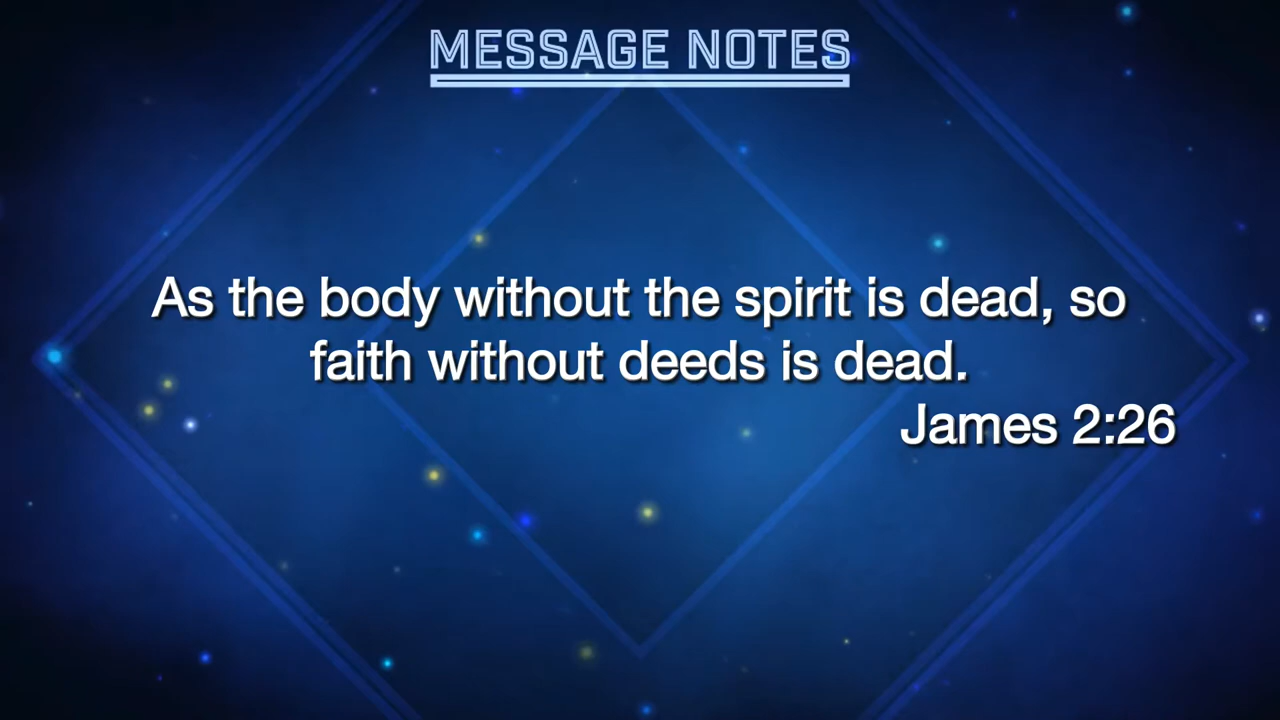 MESSAGE NOTES
As the body without the spirit is dead, so
faith without deeds is dead.
James 2:26